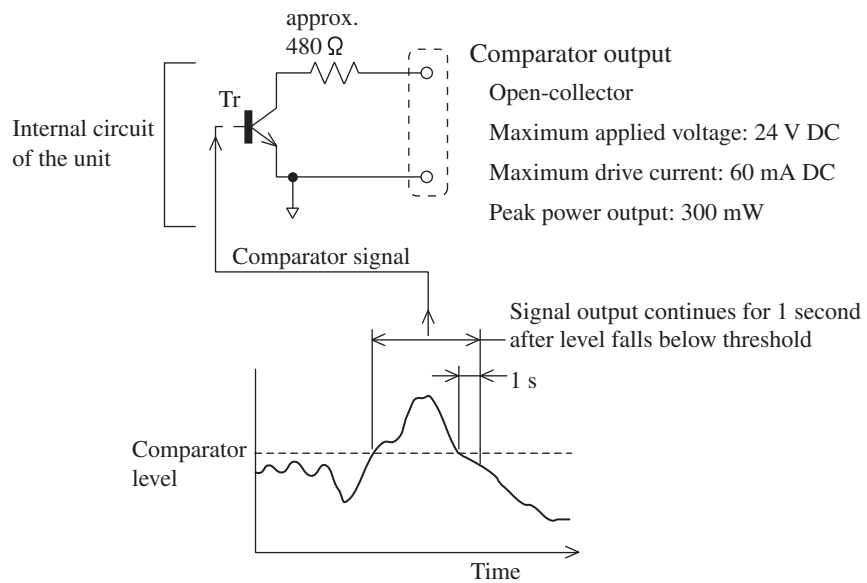 approx.
480 Ω
Comparator output
Tr
Open-collector
Internal circuit
of the unit
Maximum applied voltage: 24 V DC
Maximum drive current: 60 mA DC
Peak power output: 300 mW
Comparator signal
Signal output continues for 1 second
after level falls below threshold
1 s
Comparator
level
Time